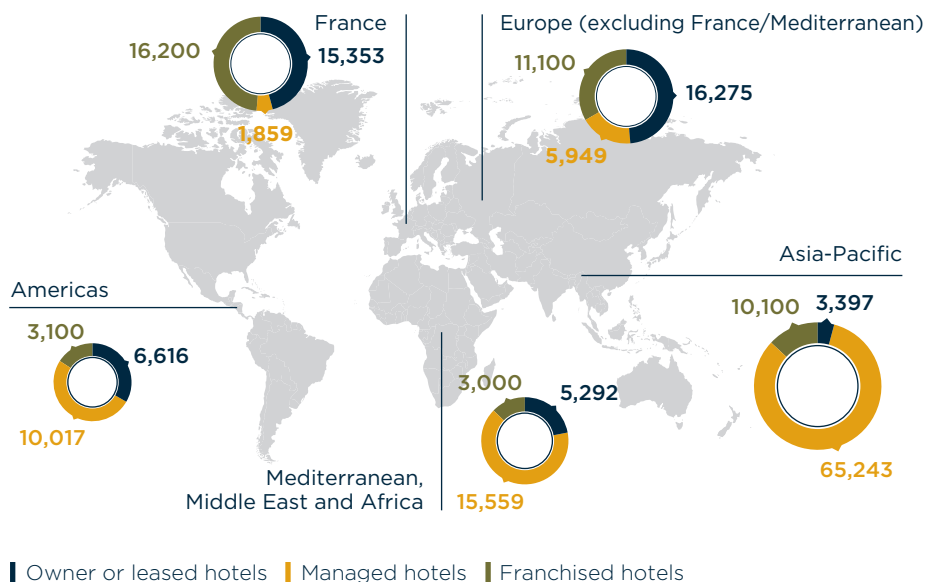 France
16,200
15,353
1,859
Europe (excluding France/Mediterranean)
11,100
16,275
5,949
Asia-Pacific
10,100
3,397
65,243
Americas
3,100
6,616
10,017
3,000
5,292
15,559
Mediterranean,
Middle East and Africa
Owner or leased hotels
Managed hotels
Franchised hotels